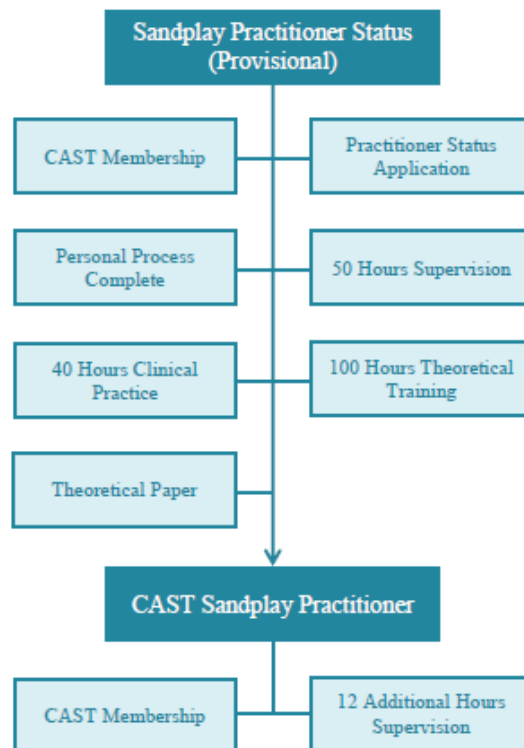 Sandplay Practitioner Status
(Provisional)
CAST Membership
Practitioner Status
Application
Personal Process
Complete
50 Hours Supervision
40 Hours Clinical
Practice
100 Hours Theoretical
Training
Theoretical Paper
CAST Sandplay Practitioner
CAST Membership
12 Additional Hours
Supervision